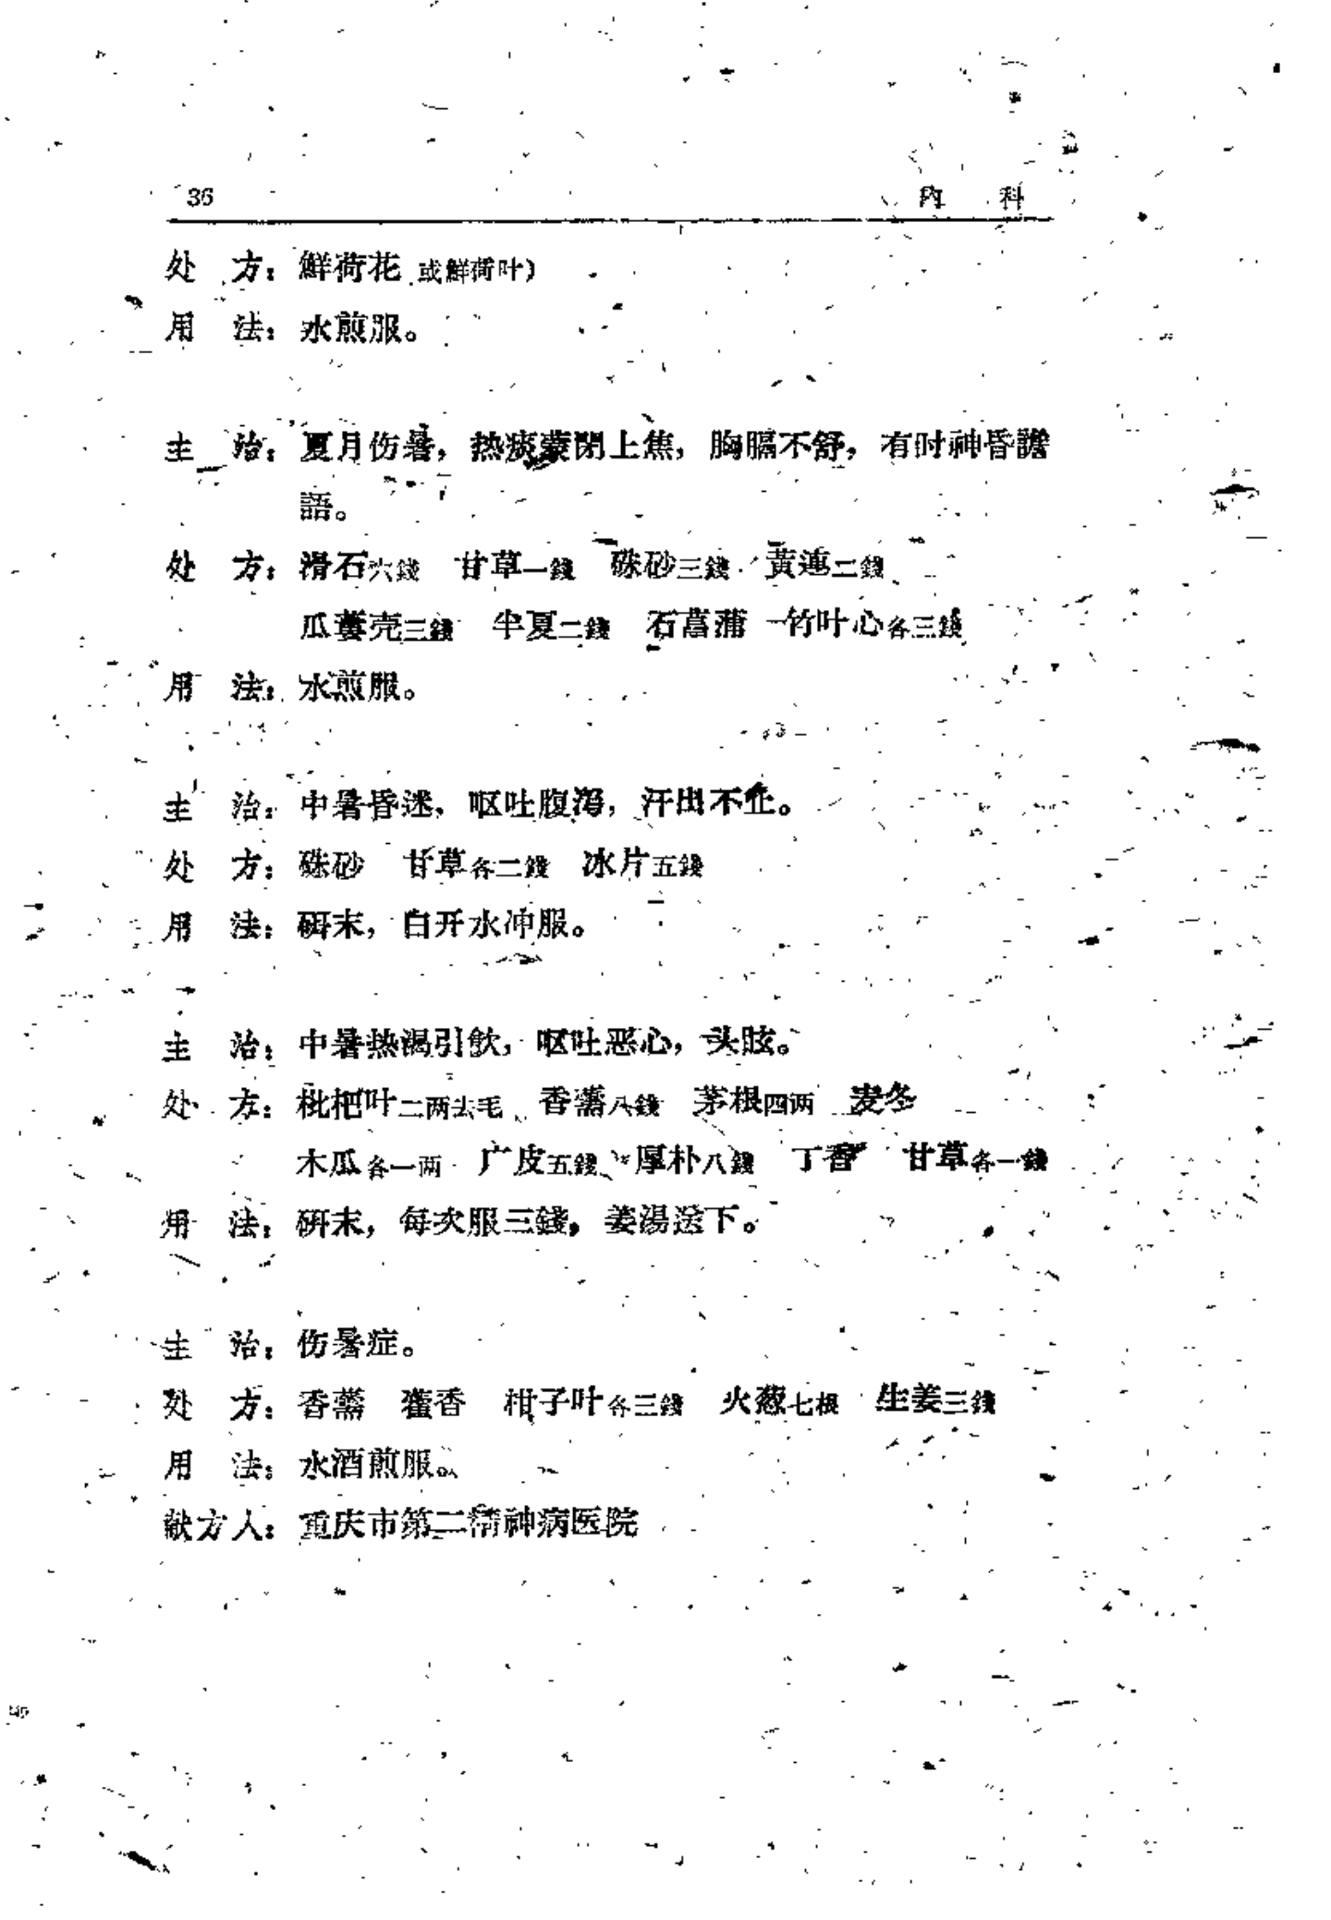 36 内 科
处 方：鮮荷花 或鮮荷叶）
用 法：水煎服。
主 治：夏月伤暑，热痰蒙閉上焦，胸膈不舒，有时神昏譫
語。
处 方：滑石六錢 甘草一錢 硃砂三錢 黃連二錢
瓜蔞壳三錢 半夏二錢 石菖蒲 竹叶心各三錢
用 法：水煎服。
主 治：中暑昏迷，呕吐腹泻，汗出不止。
处 方：硃砂 甘草各二錢 冰片五錢
用 法：硏末，白开水冲服。
主 治：中暑热渴引飲，呕吐恶心，头眩。
处 方：枇杷叶二两去毛 香薷八錢 茅根四两 麦冬
木瓜各一两 广皮五錢 厚朴八錢 丁香 甘草各一錢
用 法：硏末，每次服三錢，姜湯送下。
主 治：伤暑症。
处 方：香薷 藿香 柑子叶各三錢 火葱七根 生姜三錢
用 法：水酒煎服。
献方人：重庆市第二精神病医院